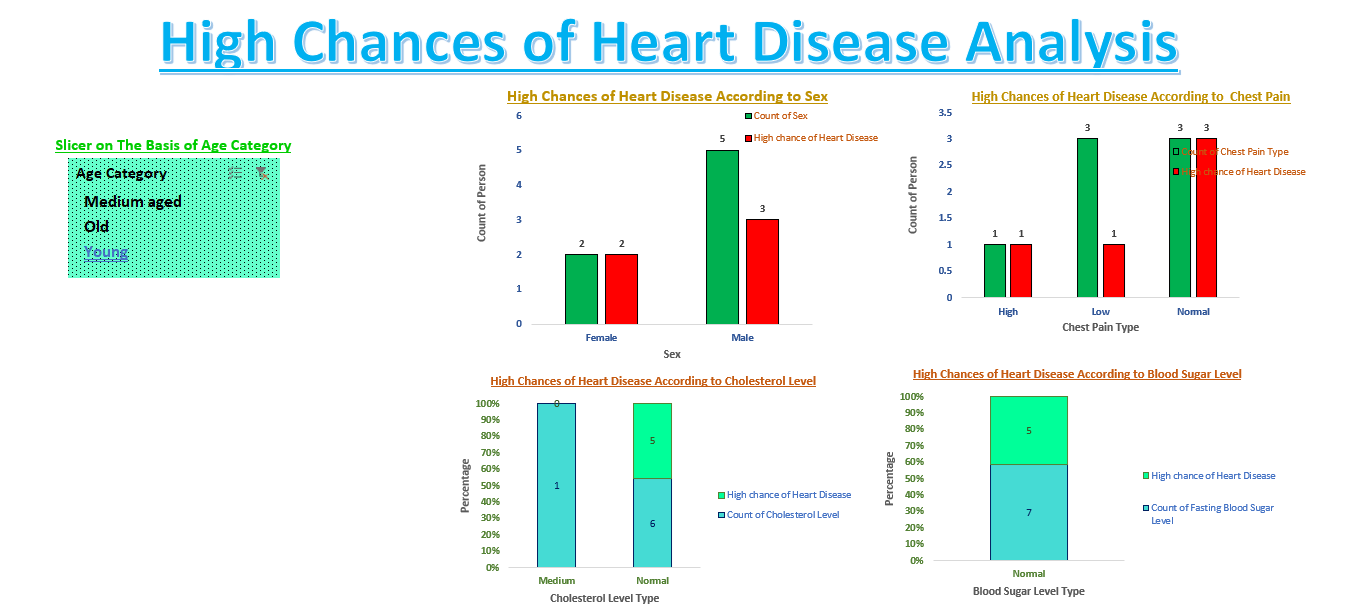 High Chances of Heart Disease Analysis
Slicer on The Basis of Age Category
Age Category
Medium aged
Old
Young
High Chances of Heart Disease According to Sex
Count of Sex
High chance of Heart Disease
Count of Person
6
5
4
3
2
1
0
2
2
5
3
Female
Male
Sex
High Chances of Heart Disease According to  Chest Pain
Count of Chest Pain Type
High chance of Heart Disease
Count of Person
3.5
3
2.5
2
1.5
1
0.5
0
1
1
3
1
3
3
High
Low
Normal
Chest Pain Type
High Chances of Heart Disease According to Cholesterol Level
Percentage
100%
90%
80%
70%
60%
50%
40%
30%
20%
10%
0%
0
1
5
6
Medium
Normal
Cholesterol Level Type
High chance of Heart Disease
Count of Cholesterol Level
High Chances of Heart Disease According to Blood Sugar Level
Percentage
100%
90%
80%
70%
60%
50%
40%
30%
20%
10%
0%
5
7
Normal
Blood Sugar Level Type
High chance of Heart Disease
Count of Fasting Blood Sugar
Level